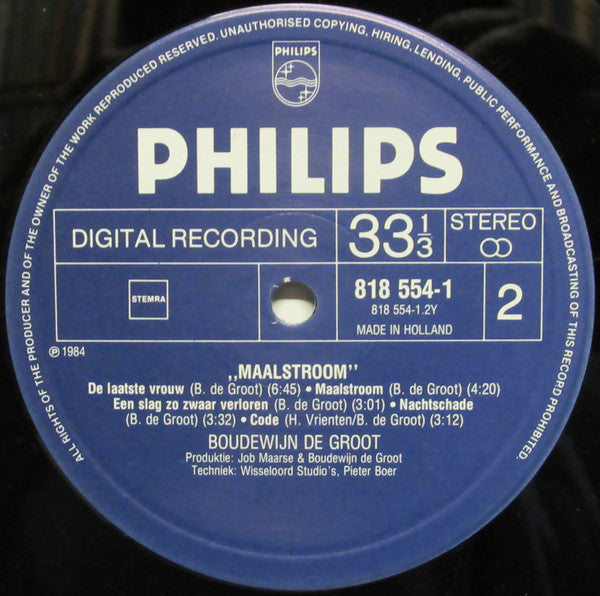 ALL RIGHTS OF THE PRODUCER AND OF THE OWNER OF THE WORK REPRODUCED RESERVED. UNAUTHORISED COPYING, HIRING, LENDING, PUBLIC PERFORMANCE AND BROADCASTING OF THIS RECORD PROHIBITED.
PHILIPS
PHILIPS
DIGITAL RECORDING
33 1/3
STEREO
STEMRA
818 554-1
818 554-1.2Y
MADE IN HOLLAND
2
℗ 1984
,,MAALSTROOM''
De laatste vrouw (B. de Groot) (6:45) • Maalstroom (B. de Groot) (4:20)
Een slag zo zwaar verloren (B. de Groot) (3:01) • Nachtschade
(B. de Groot) (3:32) • Code (H. Vrienten/B. de Groot) (3:12)
BOUDEWIJN DE GROOT
Produktie: Job Maarse & Boudewijn de Groot
Techniek: Wisseloord Studio's, Pieter Boer